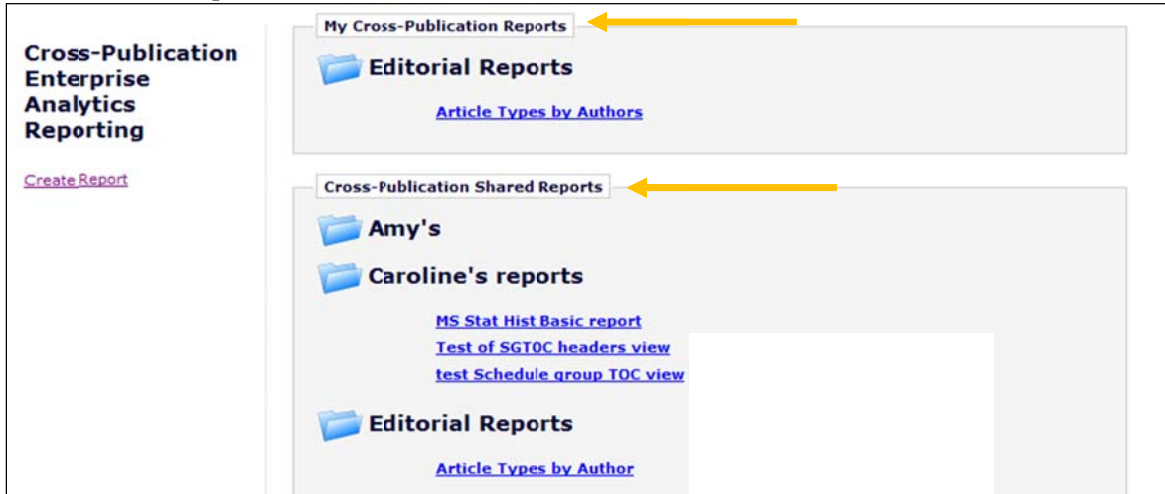 My Cross-Publication Reports
Cross-Publication
Enterprise
Analytics
Reporting
Create Report
Editorial Reports
Article Types by Authors
Cross-Publication Shared Reports
Amy's
Caroline's reports
MS Stat Hist Basic report
Test of SGT0C headers view
test Schedule group TOC view
Editorial Reports
Article Types by Author